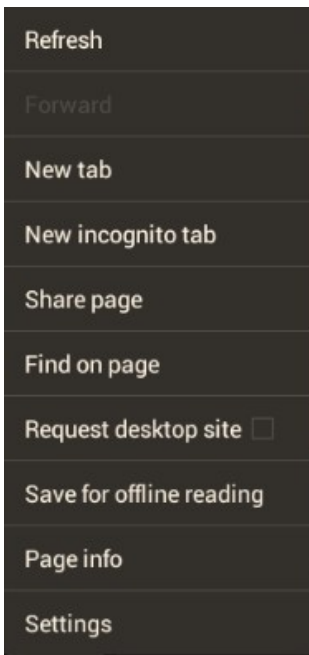 Refresh
Forward
New tab
New incognito tab
Share page
Find on page
Request desktop site
Save for offline reading
Page info
Settings